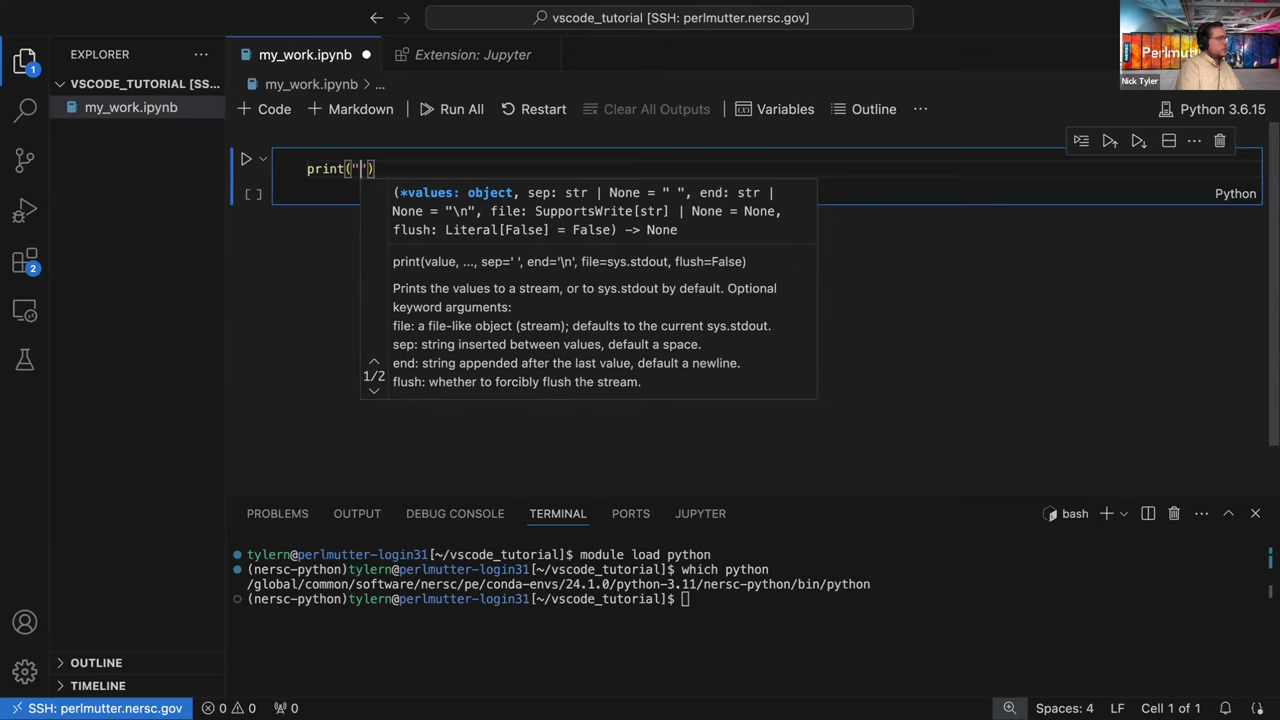 vscode_tutorial [SSH: perlmutter.nersc.gov]
Perlmutt
Nick Tyler
EXPLORER
my_work.ipynb
Extension: Jupyter
VSCODE_TUTORIAL [SS...
my_work.ipynb > ...
my_work.ipynb
+ Code + Markdown Run All Restart Clear All Outputs Variables Outline ... Python 3.6.15
1
print("")
[ ]
Python
(*values: object, sep: str | None = " ", end: str |
None = "\n", file: SupportsWrite[str] | None = None,
flush: Literal[False] = False) -> None
print(value, ..., sep=' ', end='\n', file=sys.stdout, flush=False)
2
Prints the values to a stream, or to sys.stdout by default. Optional
keyword arguments:
file: a file-like object (stream); defaults to the current sys.stdout.
sep: string inserted between values, default a space.
end: string appended after the last value, default a newline.
flush: whether to forcibly flush the stream.
1/2
PROBLEMS OUTPUT DEBUG CONSOLE TERMINAL PORTS JUPYTER
bash
tylern@perlmutter-login31[~/vscode_tutorial]$ module load python
(nersc-python)tylern@perlmutter-login31[~/vscode_tutorial]$ which python
/global/common/software/nersc/pe/conda-envs/24.1.0/python-3.11/nersc-python/bin/python
(nersc-python)tylern@perlmutter-login31[~/vscode_tutorial]$
OUTLINE
TIMELINE
SSH: perlmutter.nersc.gov 0 0 0 Spaces: 4 LF Cell 1 of 1